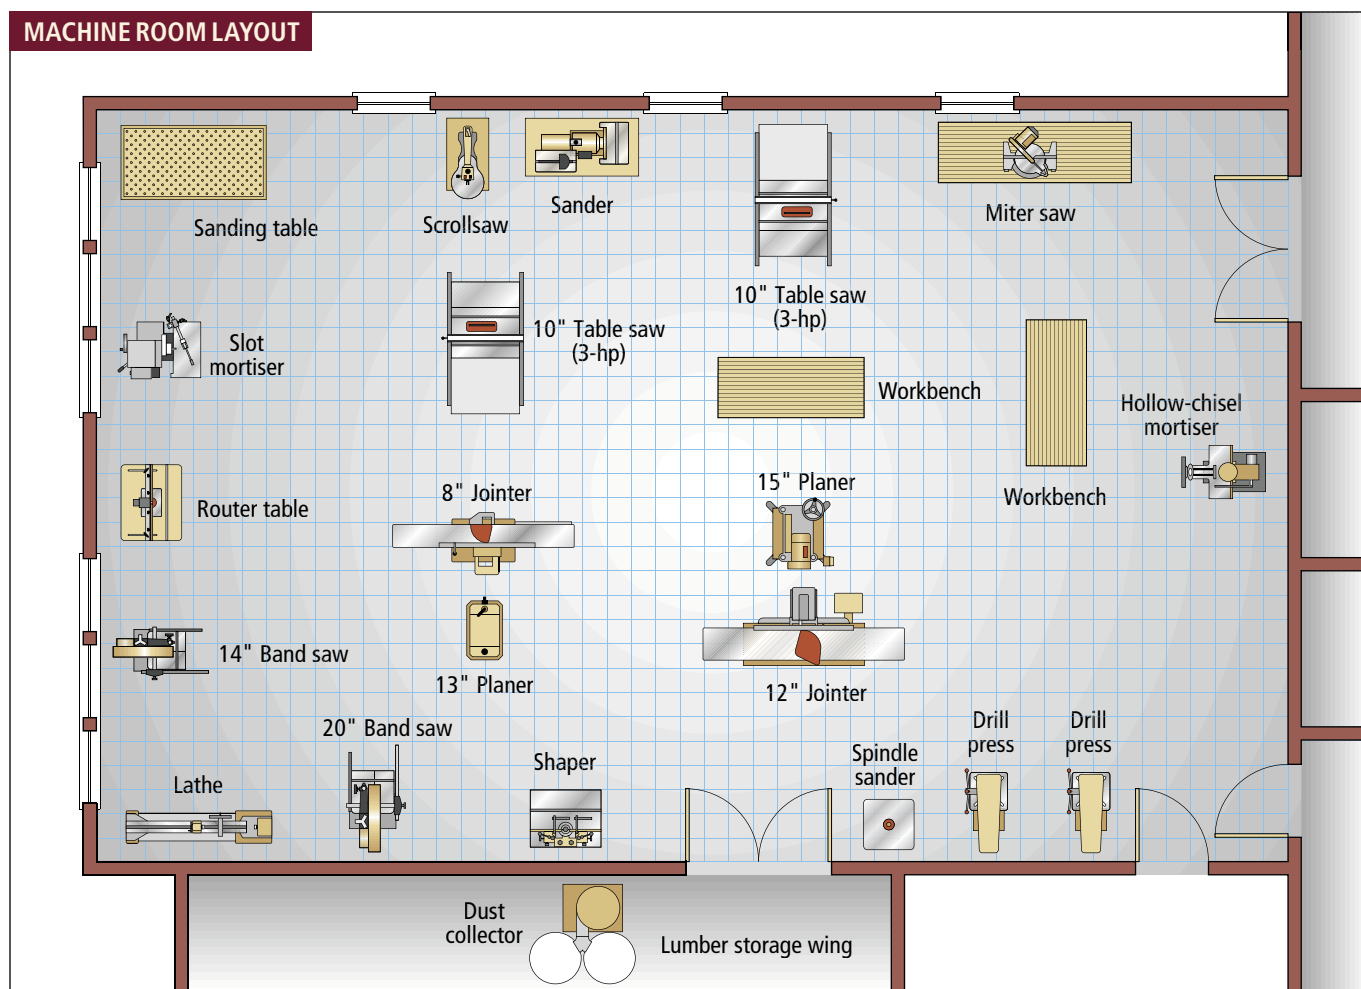 MACHINE ROOM LAYOUT
Sanding table
Scrollsaw
Sander
Miter saw
10" Table saw
(3-hp)
10" Table saw
(3-hp)
Slot
mortiser
Workbench
Hollow-chisel
mortiser
Router table
8" Jointer
15" Planer
Workbench
14" Band saw
13" Planer
12" Jointer
20" Band saw
Drill
press
Drill
press
Lathe
Shaper
Spindle
sander
Dust
collector
Lumber storage wing